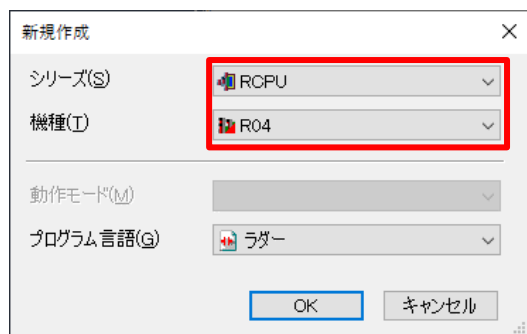 新規作成
シリーズ(S) RCPU
機種(T) R04
動作モード(M)
プログラム言語(G) ラダー
OK キャンセル